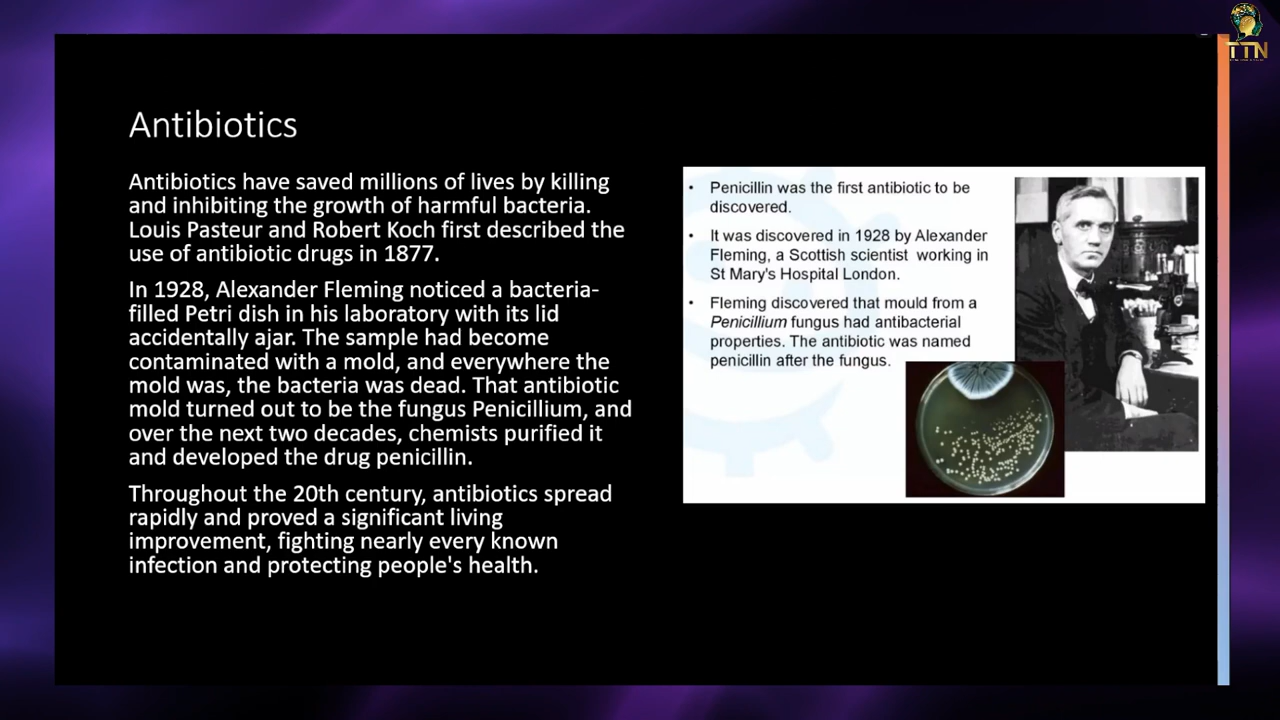 TTN
Antibiotics
Antibiotics have saved millions of lives by killing
and inhibiting the growth of harmful bacteria.
Louis Pasteur and Robert Koch first described the
use of antibiotic drugs in 1877.
In 1928, Alexander Fleming noticed a bacteria-
filled Petri dish in his laboratory with its lid
accidentally ajar. The sample had become
contaminated with a mold, and everywhere the
mold was, the bacteria was dead. That antibiotic
mold turned out to be the fungus Penicillium, and
over the next two decades, chemists purified it
and developed the drug penicillin.
Throughout the 20th century, antibiotics spread
rapidly and proved a significant living
improvement, fighting nearly every known
infection and protecting people's health.
• Penicillin was the first antibiotic to be
discovered.
• It was discovered in 1928 by Alexander
Fleming, a Scottish scientist working in
St Mary's Hospital London.
• Fleming discovered that mould from a
Penicillium fungus had antibacterial
properties. The antibiotic was named
penicillin after the fungus.